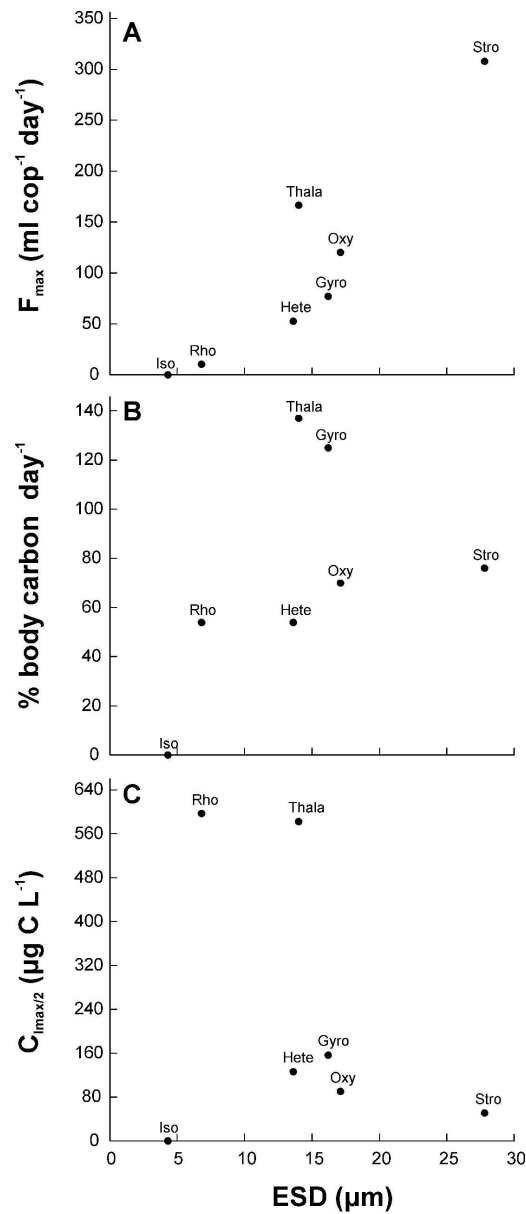 A
F_max (ml cop⁻¹ day⁻¹)
350
300
250
200
150
100
50
0
Stro
Thala
Oxy
Gyro
Hete
Rho
Iso
B
% body carbon day⁻¹
140
120
100
80
60
40
20
0
Thala
Gyro
Stro
Oxy
Rho
Hete
Iso
C
C_Imax/2 (µg C L⁻¹)
640
560
480
400
320
240
160
80
0
Rho
Thala
Gyro
Hete
Oxy
Stro
Iso
0 5 10 15 20 25 30
ESD (µm)